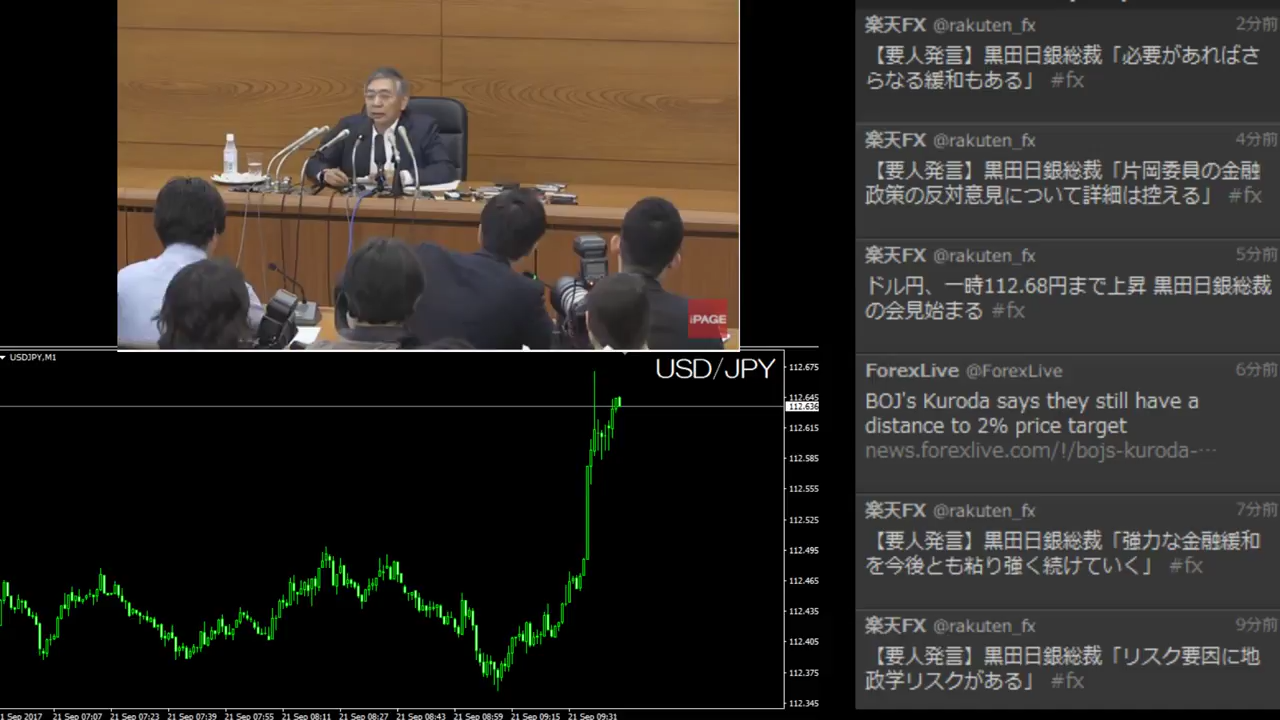 iPAGE
USDJPY,M1
USD/JPY
112.675
112.645
112.636
112.615
112.585
112.555
112.525
112.495
112.465
112.435
112.405
112.375
112.345
1 Sep 2017
21 Sep 07:07
21 Sep 07:23
21 Sep 07:39
21 Sep 07:55
21 Sep 08:11
21 Sep 08:27
21 Sep 08:43
21 Sep 08:59
21 Sep 09:15
21 Sep 09:31
楽天FX @rakuten_fx 2分前
【要人発言】黒田日銀総裁「必要があればさ
らなる緩和もある」 #fx
楽天FX @rakuten_fx 4分前
【要人発言】黒田日銀総裁「片岡委員の金融
政策の反対意見について詳細は控える」 #fx
楽天FX @rakuten_fx 5分前
ドル円、一時112.68円まで上昇 黒田日銀総裁
の会見始まる #fx
ForexLive @ForexLive 6分前
BOJ's Kuroda says they still have a
distance to 2% price target
news.forexlive.com/!/bojs-kuroda-…
楽天FX @rakuten_fx 7分前
【要人発言】黒田日銀総裁「強力な金融緩和
を今後とも粘り強く続けていく」 #fx
楽天FX @rakuten_fx 9分前
【要人発言】黒田日銀総裁「リスク要因に地
政学リスクがある」 #fx